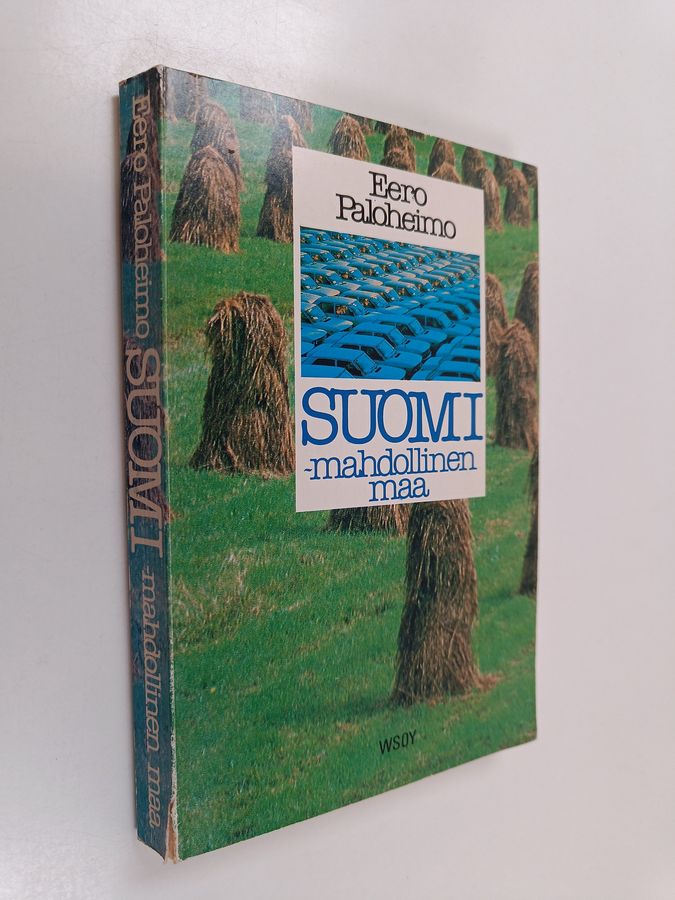 Eero Paloheimo SUOMI -mahdollinen maa
Eero
Paloheimo
SUOMI
-mahdollinen
maa
WSOY